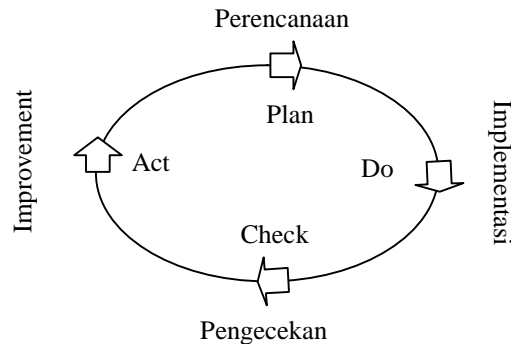 Perencanaan
Plan
Improvement
Act
Do
Implementasi
Check
Pengecekan